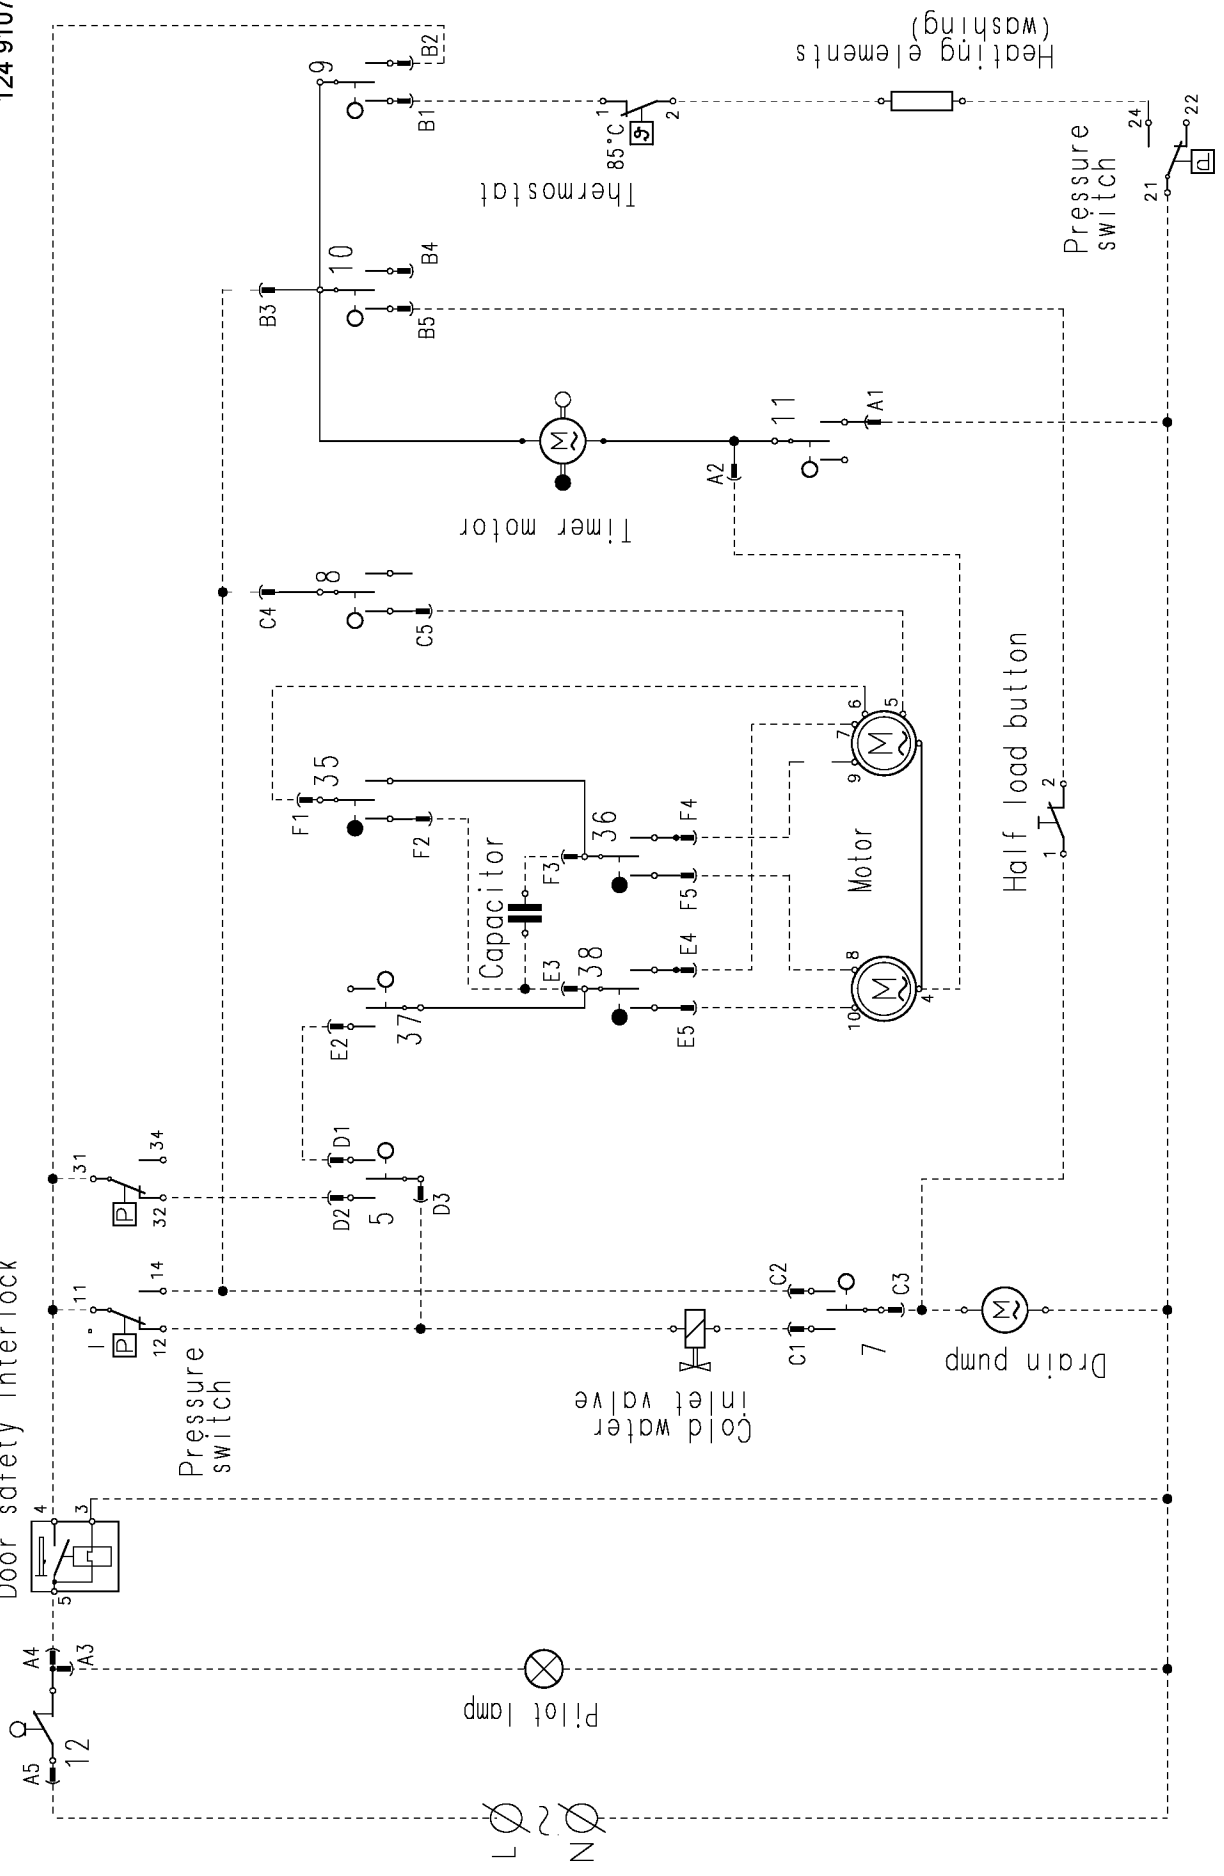 124 9107
Door safety interlock
A5
12
A4
A3
5
4
3
L
N
Pilot lamp
Pressure
switch
1°
P
11
12
14
P
31
32
34
D2
D1
5
D3
E2
37
Cold water
inlet valve
C1
C2
7
C3
Drain pump
M
Capacitor
E3
38
E5
E4
F3
36
F5
F4
F1
35
F2
Motor
M
10
8
4
M
9
7
6
5
C4
8
C5
Half load button
1
2
Timer motor
M
A2
11
A1
B3
10
B5
B4
9
B1
B2
Thermostat
85°C
ϑ
1
2
Heating elements
(washing)
Pressure
switch
21
24
22